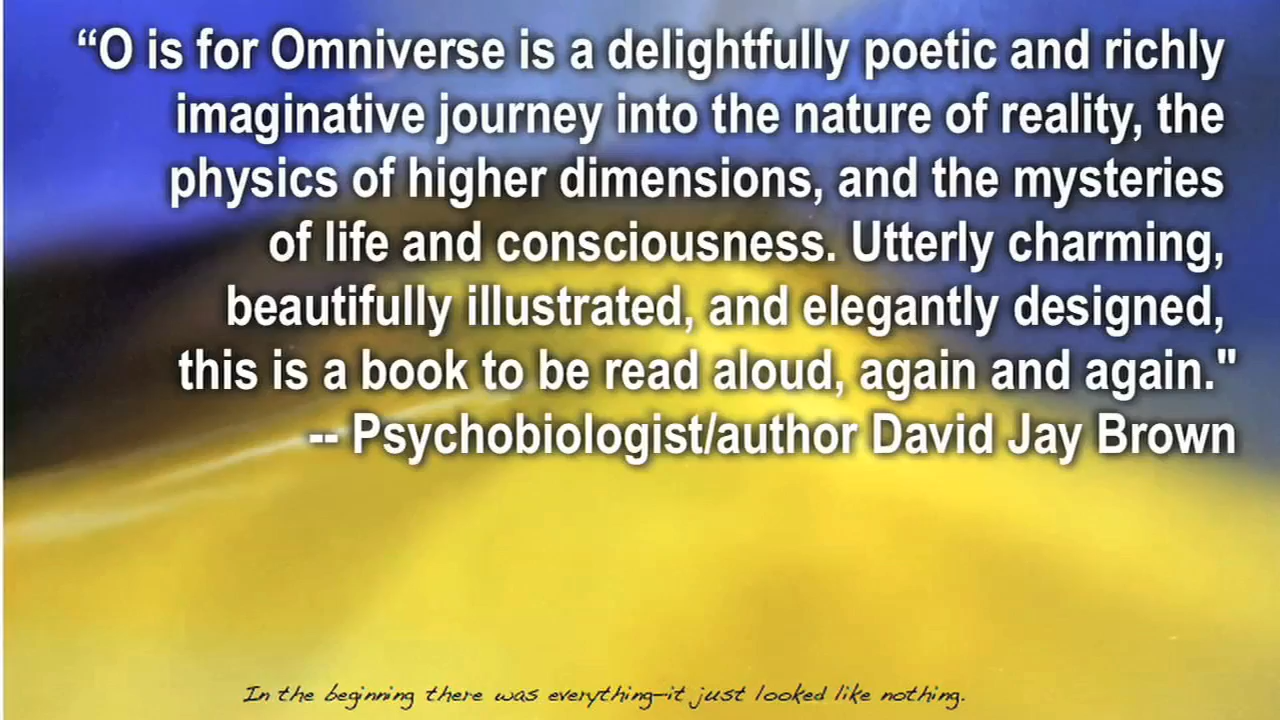 “O is for Omniverse is a delightfully poetic and richly
imaginative journey into the nature of reality, the
physics of higher dimensions, and the mysteries
of life and consciousness. Utterly charming,
beautifully illustrated, and elegantly designed,
this is a book to be read aloud, again and again."
-- Psychobiologist/author David Jay Brown
In the beginning there was everything—it just looked like nothing.